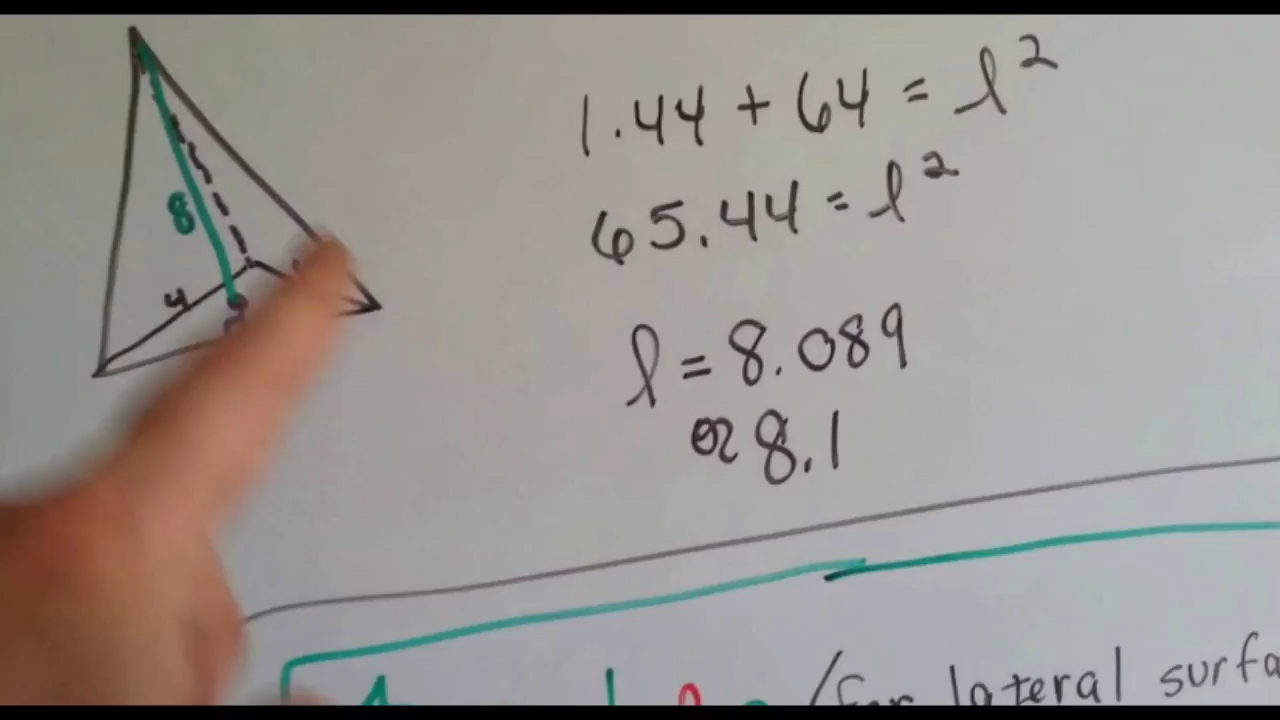 8
4
1.44 + 64 = l²
65.44 = l²
l = 8.089
or 8.1
(for lateral surfa